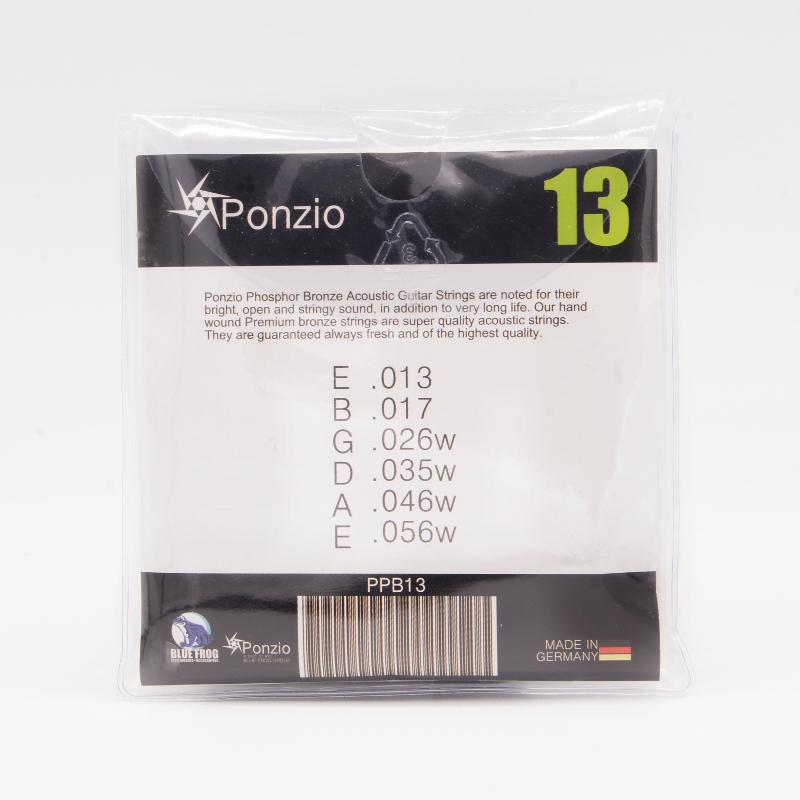 Ponzio
13
Ponzio Phosphor Bronze Acoustic Guitar Strings are noted for their
bright, open and stringy sound, in addition to very long life. Our hand
wound Premium bronze strings are super quality acoustic strings.
They are guaranteed always fresh and of the highest quality.
E .013
B .017
G .026w
D .035w
A .046w
E .056w
PPB13
BLUE FROG
Ponzio
BLUE FROG GROUP
MADE IN
GERMANY